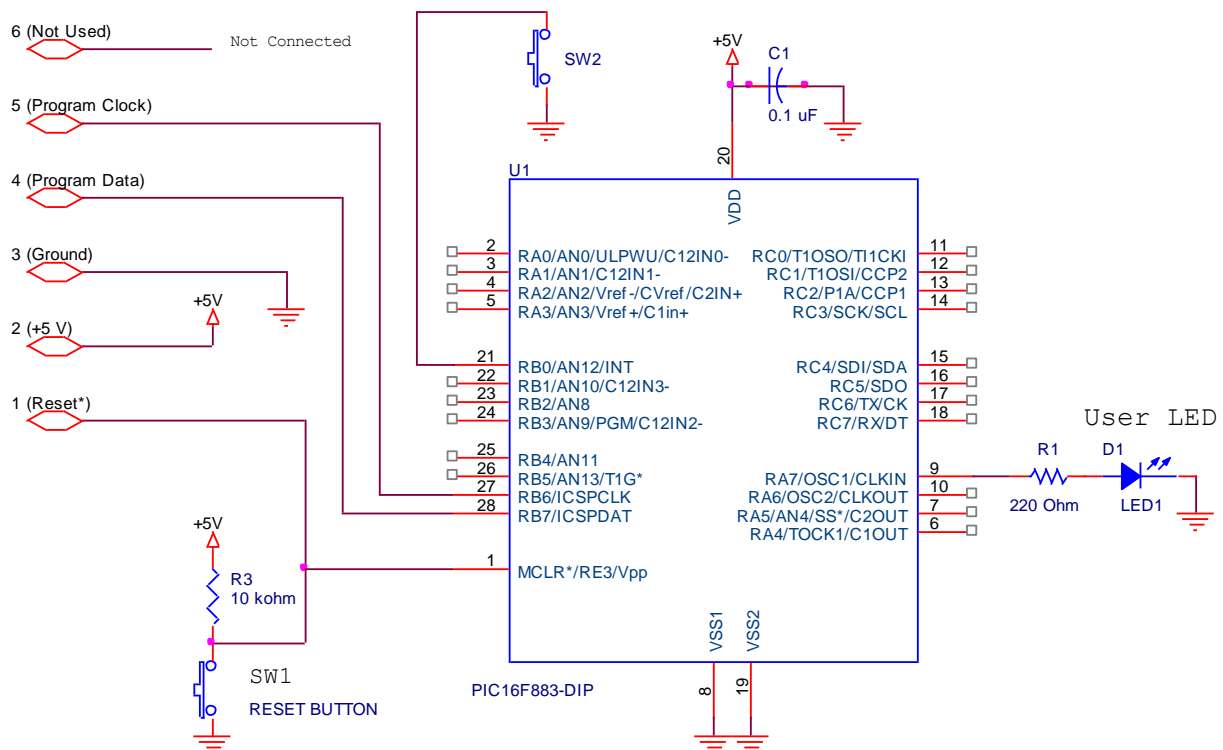 6 (Not Used)
Not Connected
5 (Program Clock)
4 (Program Data)
3 (Ground)
+5V
2 (+5 V)
1 (Reset*)
+5V
R3
10 kohm
SW1
RESET BUTTON
SW2
+5V
C1
0.1 uF
20
U1
VDD
2 RA0/AN0/ULPWU/C12IN0-
3 RA1/AN1/C12IN1-
4 RA2/AN2/Vref-/CVref/C2IN+
5 RA3/AN3/Vref+/C1in+
21 RB0/AN12/INT
22 RB1/AN10/C12IN3-
23 RB2/AN8
24 RB3/AN9/PGM/C12IN2-
25 RB4/AN11
26 RB5/AN13/T1G*
27 RB6/ICSPCLK
28 RB7/ICSPDAT
1 MCLR*/RE3/Vpp
RC0/T1OSO/TI1CKI 11
RC1/T1OSI/CCP2 12
RC2/P1A/CCP1 13
RC3/SCK/SCL 14
RC4/SDI/SDA 15
RC5/SDO 16
RC6/TX/CK 17
RC7/RX/DT 18
RA7/OSC1/CLKIN 9
RA6/OSC2/CLKOUT 10
RA5/AN4/SS*/C2OUT 7
RA4/TOCK1/C1OUT 6
VSS1
VSS2
8
19
PIC16F883-DIP
User LED
R1
220 Ohm
D1
LED1